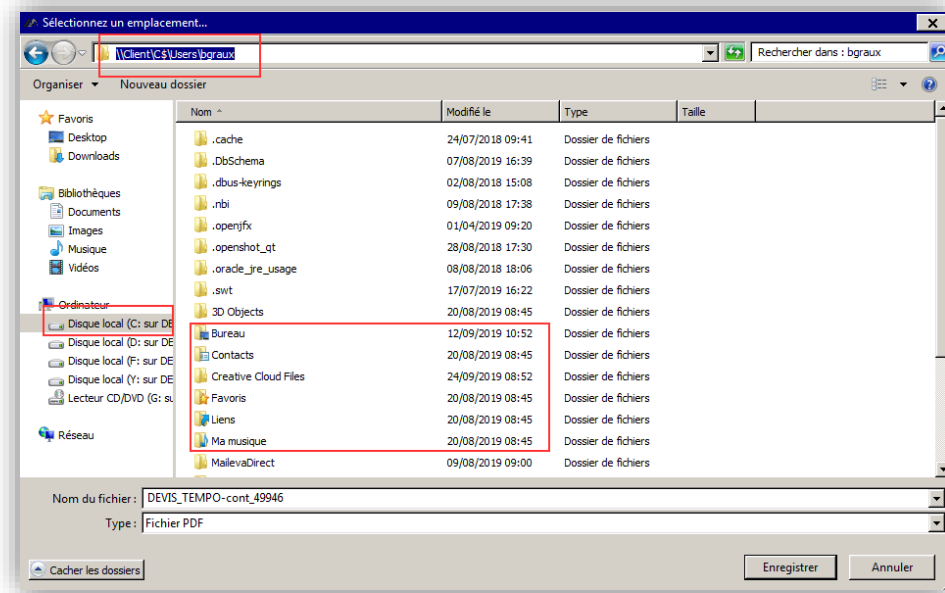 Sélectionnez un emplacement...
\\Client\C$\Users\bgraux
Rechercher dans : bgraux
Organiser
Nouveau dossier
Favoris
Desktop
Downloads
Bibliothèques
Documents
Images
Musique
Vidéos
Ordinateur
Disque local (C: sur DE
Disque local (D: sur DE
Disque local (F: sur DE
Disque local (Y: sur DE
Lecteur CD/DVD (G: su
Réseau
Nom Modifié le Type Taille
.cache 24/07/2018 09:41 Dossier de fichiers
.DbSchema 07/08/2019 16:39 Dossier de fichiers
.dbus-keyrings 02/08/2018 15:08 Dossier de fichiers
.nbi 09/08/2018 17:38 Dossier de fichiers
.openjfx 01/04/2019 09:20 Dossier de fichiers
.openshot_qt 28/08/2018 17:30 Dossier de fichiers
.oracle_jre_usage 08/08/2018 18:06 Dossier de fichiers
.swt 17/07/2019 16:22 Dossier de fichiers
3D Objects 20/08/2019 08:45 Dossier de fichiers
Bureau 12/09/2019 10:52 Dossier de fichiers
Contacts 20/08/2019 08:45 Dossier de fichiers
Creative Cloud Files 24/09/2019 08:52 Dossier de fichiers
Favoris 20/08/2019 08:45 Dossier de fichiers
Liens 20/08/2019 08:45 Dossier de fichiers
Ma musique 20/08/2019 08:45 Dossier de fichiers
MailevaDirect 09/08/2019 09:00 Dossier de fichiers
Nom du fichier : DEVIS_TEMPO-cont_49946
Type : Fichier PDF
Cacher les dossiers
Enregistrer
Annuler